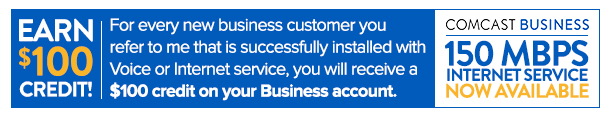 EARN
$100
CREDIT!
For every new business customer you
refer to me that is successfully installed with
Voice or Internet service, you will receive a
$100 credit on your Business account.
COMCAST BUSINESS
150 MBPS
INTERNET SERVICE
NOW AVAILABLE